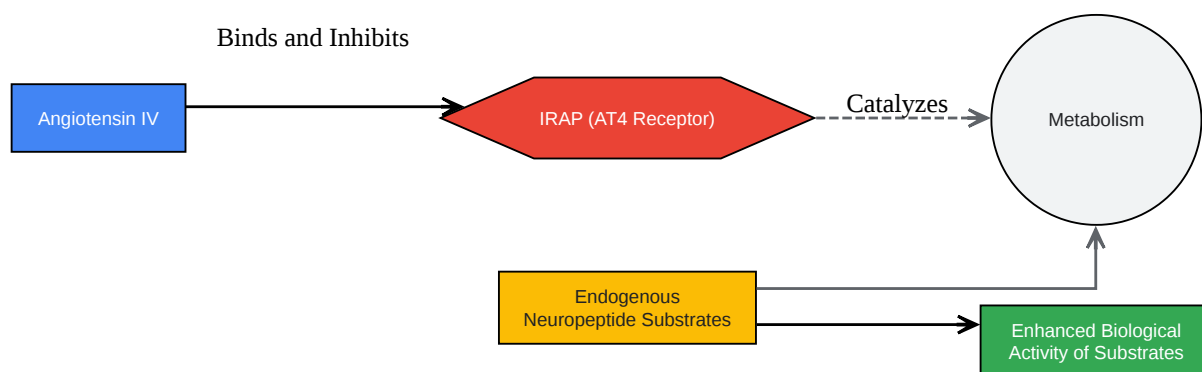 Binds and Inhibits
Angiotensin IV
IRAP (AT4 Receptor)
Catalyzes
Metabolism
Endogenous
Neuropeptide Substrates
Enhanced Biological
Activity of Substrates